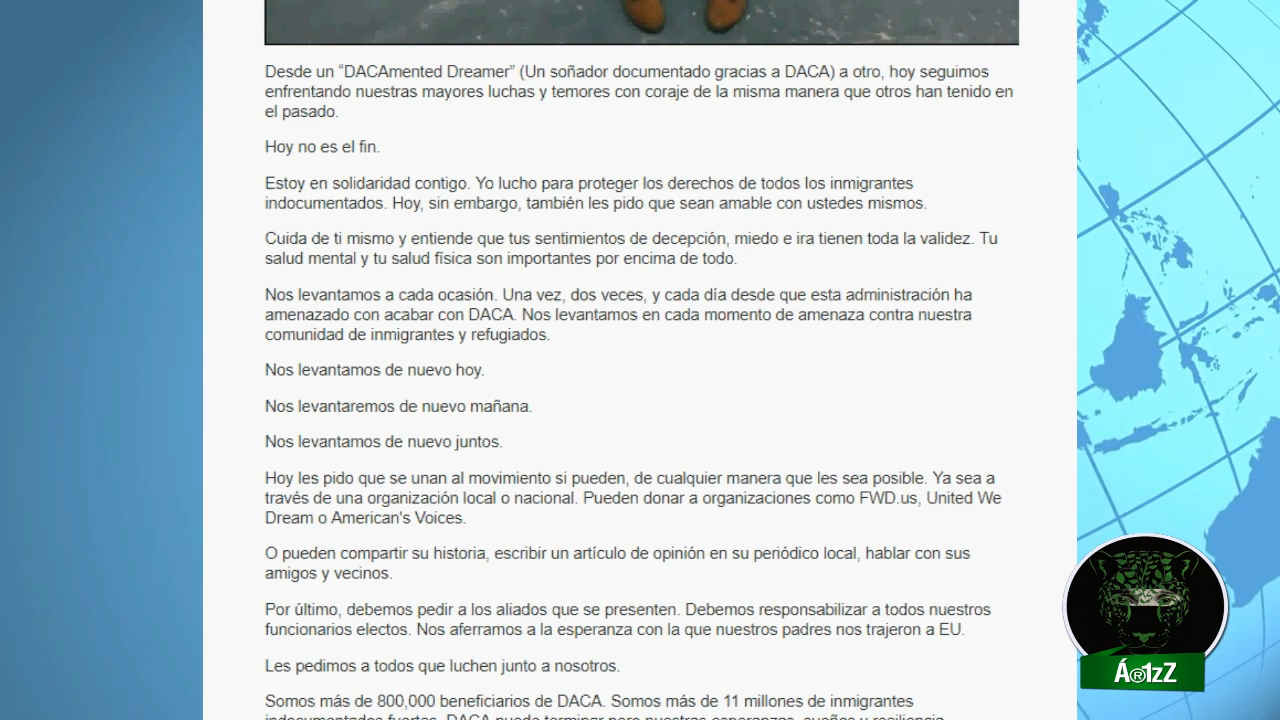 Desde un “DACAmented Dreamer” (Un soñador documentado gracias a DACA) a otro, hoy seguimos
enfrentando nuestras mayores luchas y temores con coraje de la misma manera que otros han tenido en
el pasado.
Hoy no es el fin.
Estoy en solidaridad contigo. Yo lucho para proteger los derechos de todos los inmigrantes
indocumentados. Hoy, sin embargo, también les pido que sean amable con ustedes mismos.
Cuida de ti mismo y entiende que tus sentimientos de decepción, miedo e ira tienen toda la validez. Tu
salud mental y tu salud física son importantes por encima de todo.
Nos levantamos a cada ocasión. Una vez, dos veces, y cada día desde que esta administración ha
amenazado con acabar con DACA. Nos levantamos en cada momento de amenaza contra nuestra
comunidad de inmigrantes y refugiados.
Nos levantamos de nuevo hoy.
Nos levantaremos de nuevo mañana.
Nos levantamos de nuevo juntos.
Hoy les pido que se unan al movimiento si pueden, de cualquier manera que les sea posible. Ya sea a
través de una organización local o nacional. Pueden donar a organizaciones como FWD.us, United We
Dream o American's Voices.
O pueden compartir su historia, escribir un artículo de opinión en su periódico local, hablar con sus
amigos y vecinos.
Por último, debemos pedir a los aliados que se presenten. Debemos responsabilizar a todos nuestros
funcionarios electos. Nos aferramos a la esperanza con la que nuestros padres nos trajeron a EU.
Les pedimos a todos que luchen junto a nosotros.
Somos más de 800,000 beneficiarios de DACA. Somos más de 11 millones de inmigrantes
indocumentados fuertes. DACA puede terminar pero nuestras esperanzas, sueños y resiliencia
Á®1zZ